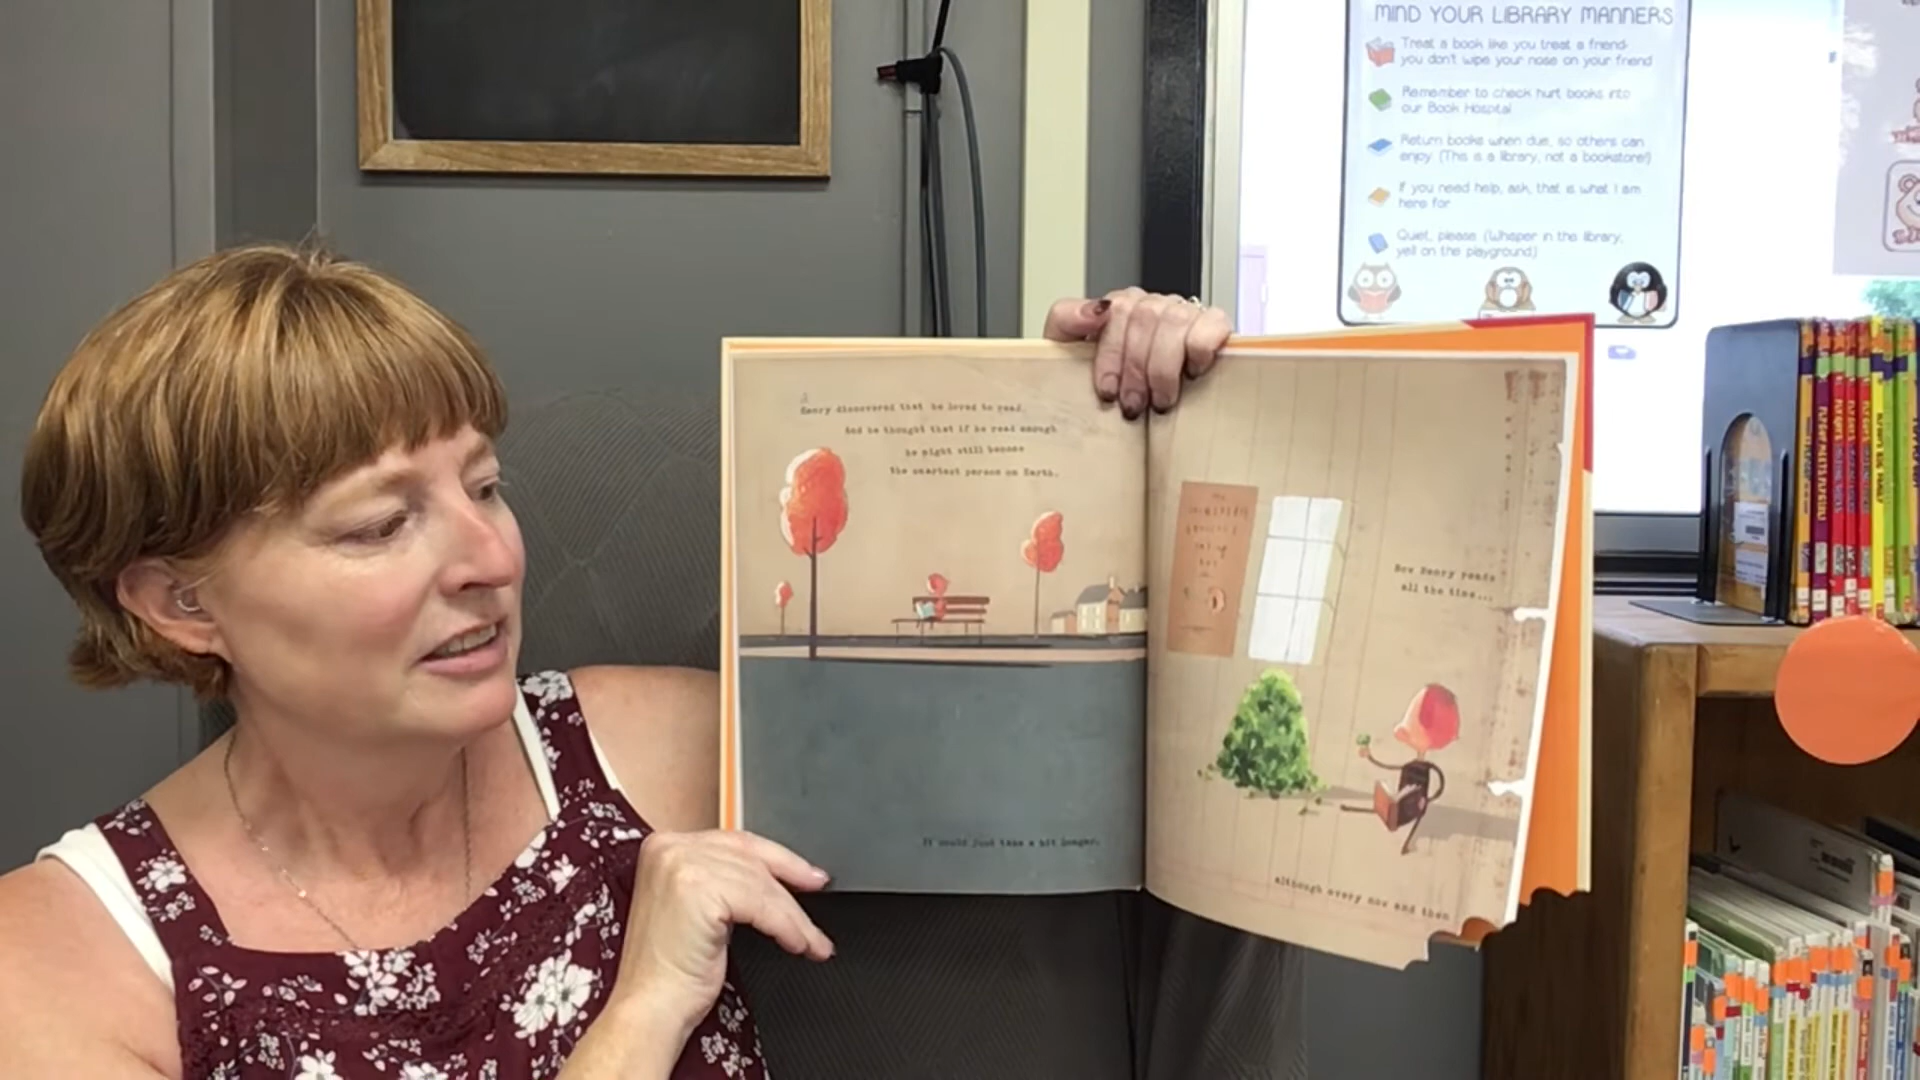 MIND YOUR LIBRARY MANNERS
Treat a book like you treat a friend-
you don't wipe your nose on your friend
Remember to check hurt books into
our Book Hospital
Return books when due, so others can
enjoy (This is a library, not a bookstore!)
If you need help, ask, that is what I am
here for
Quiet, please (Whisper in the library,
yell on the playground)
Henry discovered that he loved to read.
And he thought that if he read enough
he might still become
the smartest person on Earth.
It would just take a bit longer.
Now Henry reads
all the time...
although every now and then